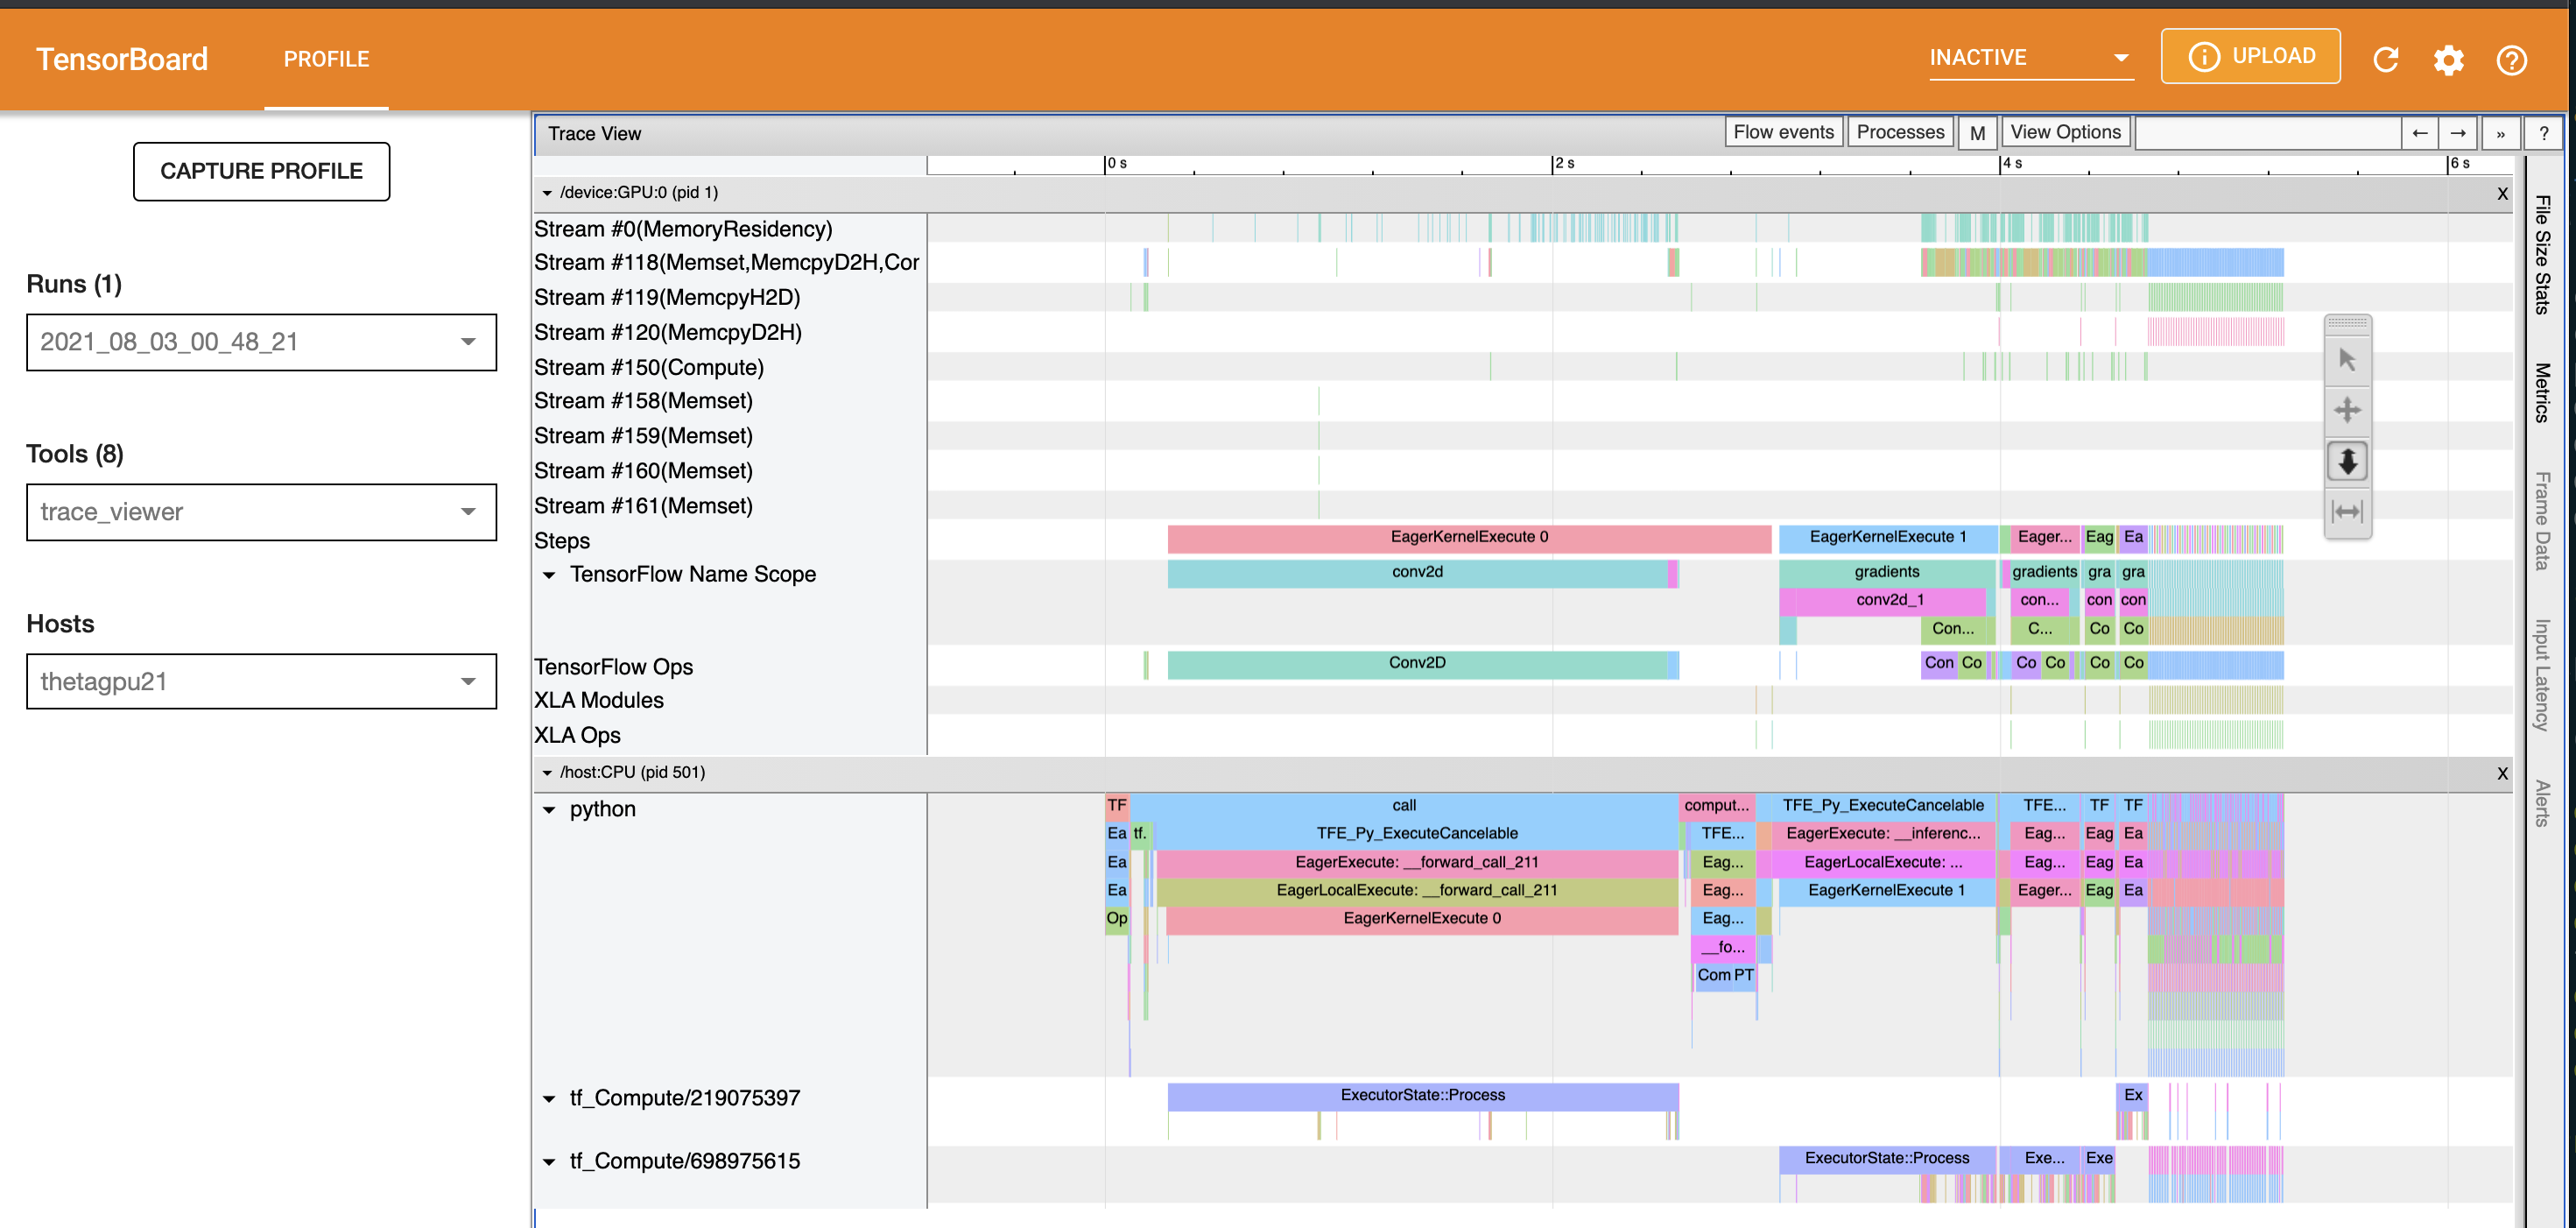 TensorBoard PROFILE INACTIVE UPLOAD
CAPTURE PROFILE
Runs (1)
2021_08_03_00_48_21
Tools (8)
trace_viewer
Hosts
thetagpu21
Trace View Flow events Processes M View Options ← → » ?
0 s 2 s 4 s 6 s
/device:GPU:0 (pid 1) X
Stream #0(MemoryResidency)
Stream #118(Memset,MemcpyD2H,Cor
Stream #119(MemcpyH2D)
Stream #120(MemcpyD2H)
Stream #150(Compute)
Stream #158(Memset)
Stream #159(Memset)
Stream #160(Memset)
Stream #161(Memset)
Steps EagerKernelExecute 0 EagerKernelExecute 1 Eager... Eag Ea
TensorFlow Name Scope conv2d gradients gradients gra gra
conv2d_1 con... con con
Con... C... Co Co
TensorFlow Ops Conv2D Con Co Co Co Co Co
XLA Modules
XLA Ops
/host:CPU (pid 501) X
python TF call comput... TFE_Py_ExecuteCancelable TFE... TF TF
Ea tf. TFE_Py_ExecuteCancelable TFE... EagerExecute: __inferenc... Eag... Eag Ea
Ea EagerExecute: __forward_call_211 Eag... EagerLocalExecute: ... Eag... Eag Ea
Ea EagerLocalExecute: __forward_call_211 Eag... EagerKernelExecute 1 Eager... Eag Ea
Op EagerKernelExecute 0 Eag...
__fo...
Com PT
tf_Compute/219075397 ExecutorState::Process Ex
tf_Compute/698975615 ExecutorState::Process Exe... Exe
File Size Stats
Metrics
Frame Data
Input Latency
Alerts